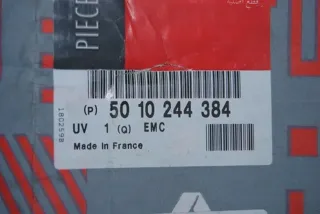 PIECE
(P) 50 10 244 384
UV 1 (Q) EMC
Made in France
1802598